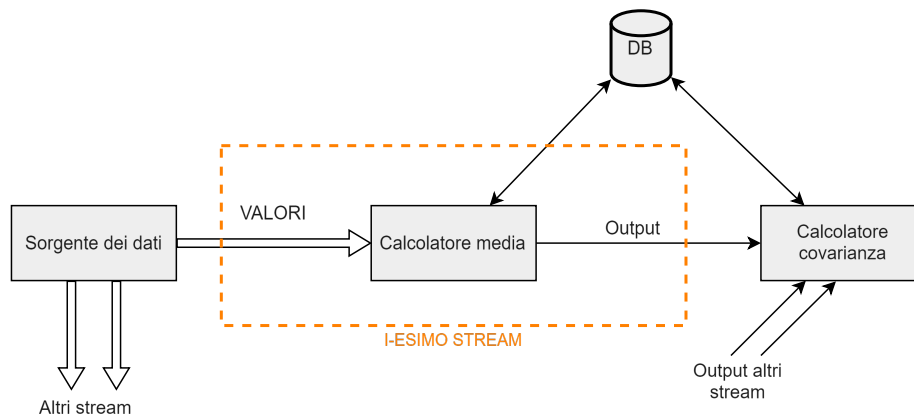 DB
VALORI
Sorgente dei dati
Calcolatore media
Output
Calcolatore
covarianza
I-ESIMO STREAM
Output altri
stream
Altri stream